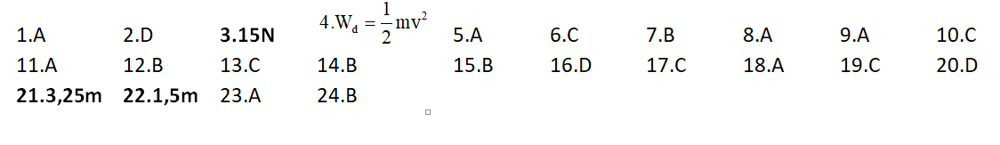 1.A 2.D 3.15N 4.W_d = \frac{1}{2}mv^2 5.A 6.C 7.B 8.A 9.A 10.C
11.A 12.B 13.C 14.B 15.B 16.D 17.C 18.A 19.C 20.D
21.3,25m 22.1,5m 23.A 24.B